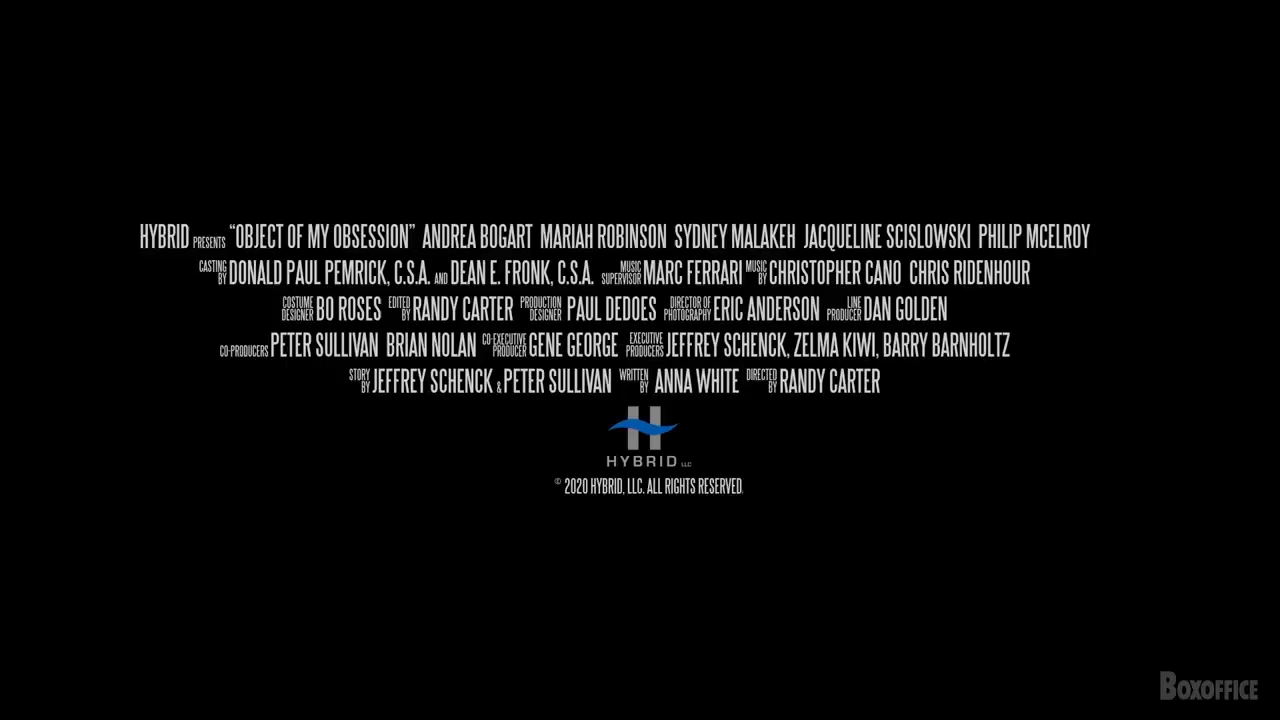 HYBRID PRESENTS “OBJECT OF MY OBSESSION” ANDREA BOGART MARIAH ROBINSON SYDNEY MALAKEH JACQUELINE SCISLOWSKI PHILIP MCELROY
CASTING BY DONALD PAUL PEMRICK, C.S.A. AND DEAN E. FRONK, C.S.A. MUSIC SUPERVISOR MARC FERRARI MUSIC BY CHRISTOPHER CANO CHRIS RIDENHOUR
COSTUME DESIGNER BO ROSES EDITED BY RANDY CARTER PRODUCTION DESIGNER PAUL DEDOES DIRECTOR OF PHOTOGRAPHY ERIC ANDERSON LINE PRODUCER DAN GOLDEN
CO-PRODUCERS PETER SULLIVAN BRIAN NOLAN CO-EXECUTIVE PRODUCER GENE GEORGE EXECUTIVE PRODUCERS JEFFREY SCHENCK, ZELMA KIWI, BARRY BARNHOLTZ
STORY BY JEFFREY SCHENCK & PETER SULLIVAN WRITTEN BY ANNA WHITE DIRECTED BY RANDY CARTER
H
HYBRID LLC
© 2020 HYBRID, LLC. ALL RIGHTS RESERVED.
BOXOFFICE